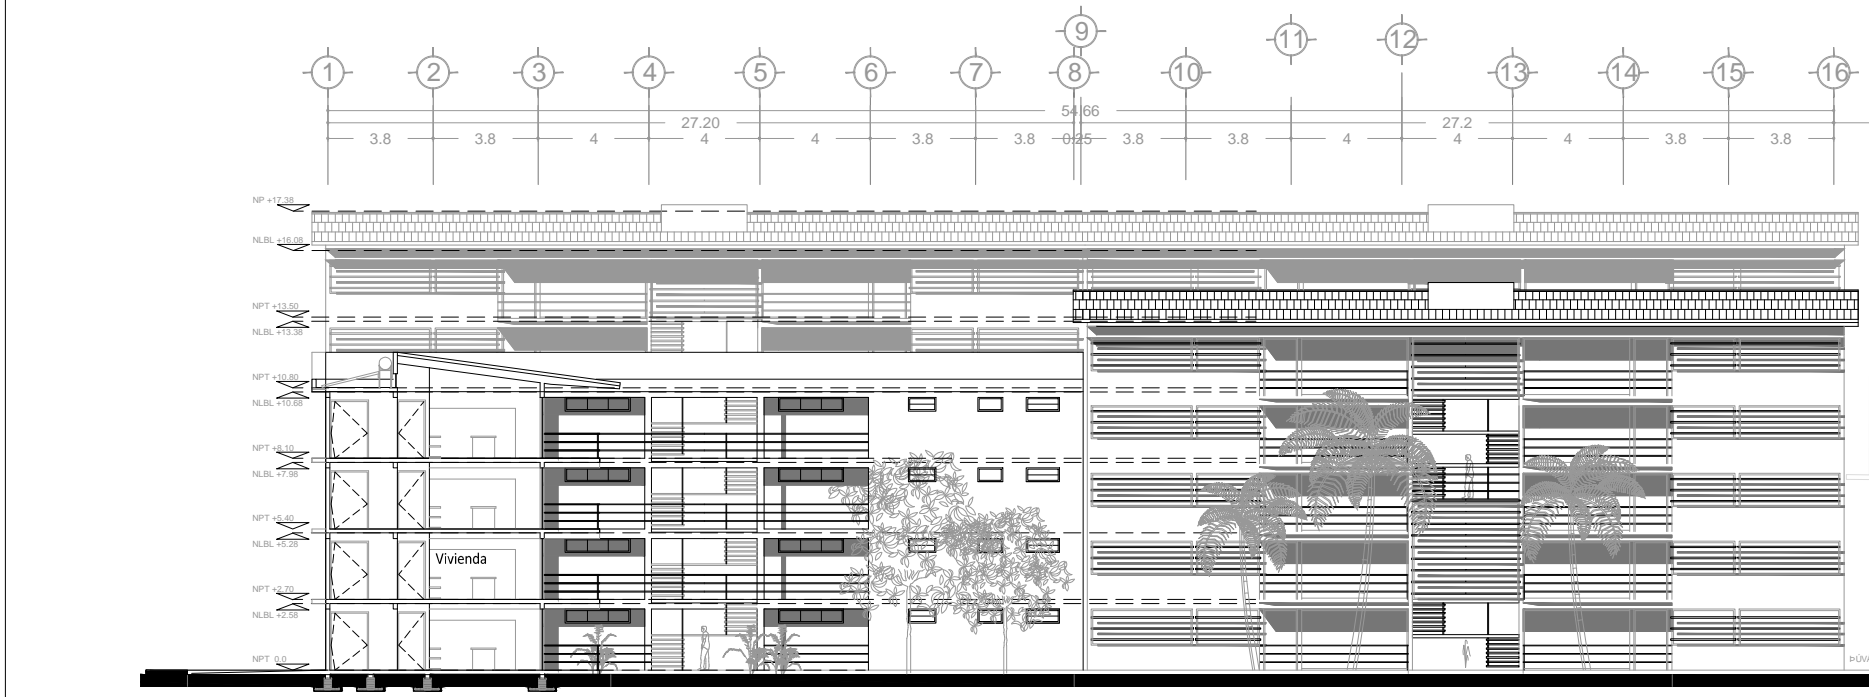 9
11 12
1 2 3 4 5 6 7 8 10 13 14 15 16
54.66
27.20 27.2
3.8 3.8 4 4 4 3.8 3.8 0.25 3.8 3.8 4 4 4 3.8 3.8
NP +17.38
NLBL +16.08
NPT +13.50
NLBL +13.38
NPT +10.80
NLBL +10.68
NPT +8.10
NLBL +7.98
NPT +5.40
NLBL +5.28
Vivienda
NPT +2.70
NLBL +2.58
NPT 0.0